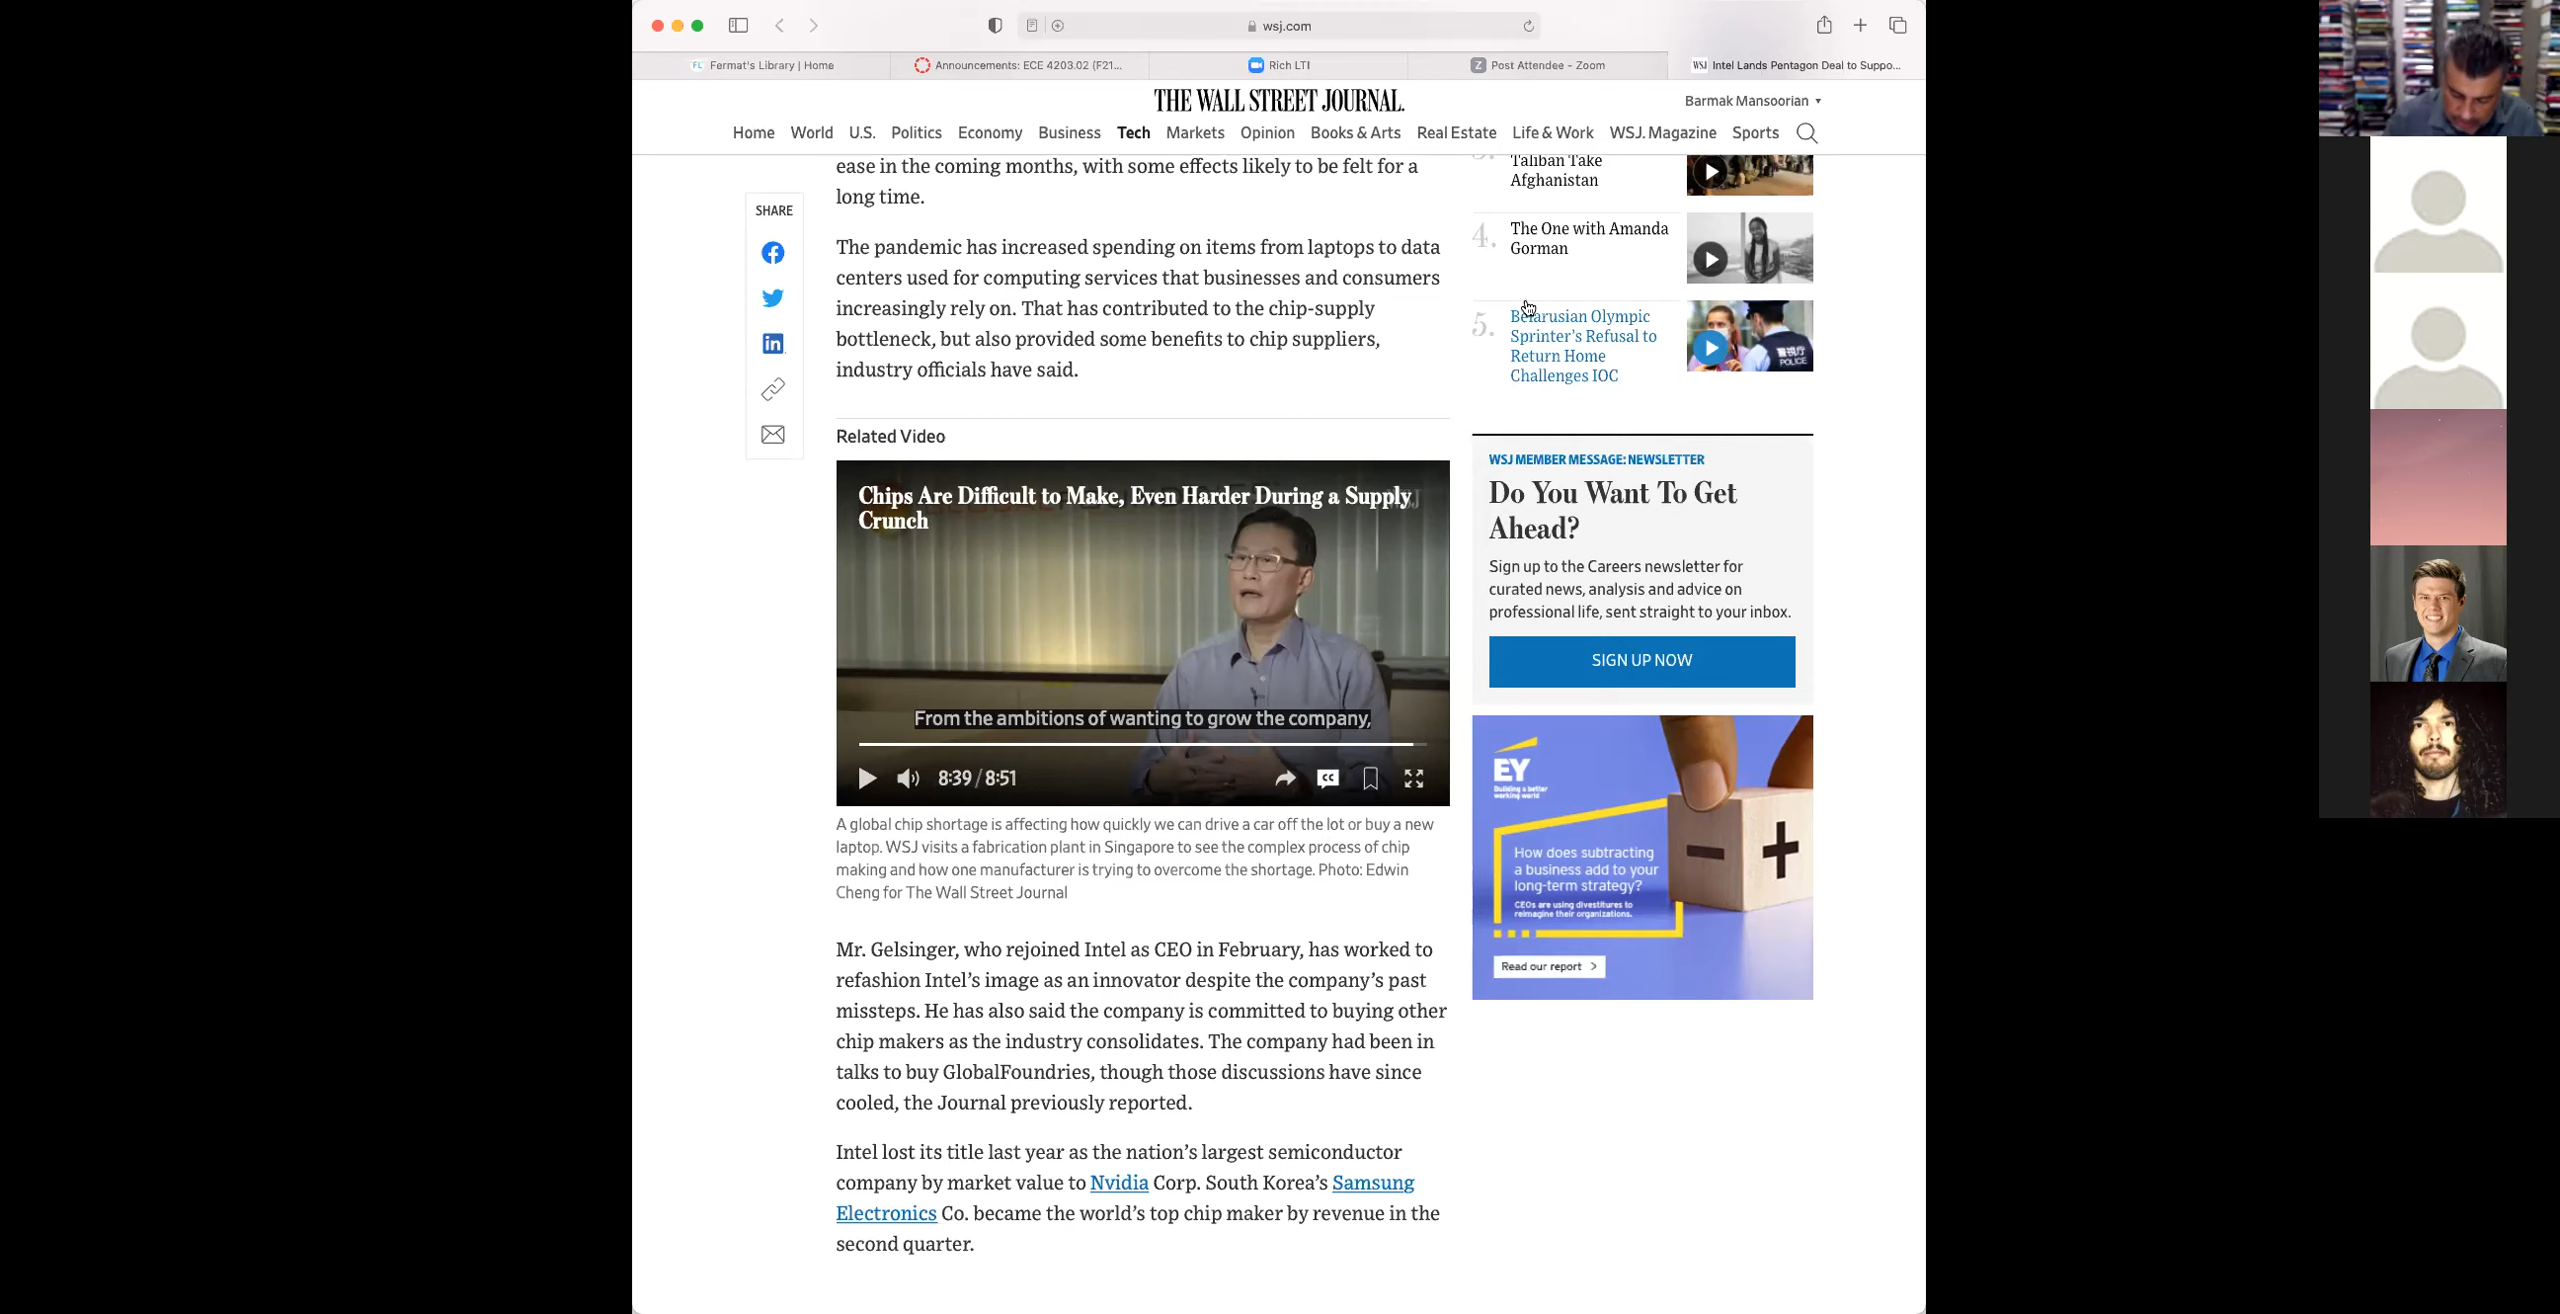 wsj.com
Fermat's Library | Home
Announcements: ECE 4203.02 (F21...
Rich LTI
Post Attendee - Zoom
WSJ Intel Lands Pentagon Deal to Suppo...
THE WALL STREET JOURNAL.
Barmak Mansoorian
Home World U.S. Politics Economy Business Tech Markets Opinion Books & Arts Real Estate Life & Work WSJ. Magazine Sports
SHARE
ease in the coming months, with some effects likely to be felt for a
long time.
The pandemic has increased spending on items from laptops to data
centers used for computing services that businesses and consumers
increasingly rely on. That has contributed to the chip-supply
bottleneck, but also provided some benefits to chip suppliers,
industry officials have said.
Related Video
Chips Are Difficult to Make, Even Harder During a Supply
Crunch
From the ambitions of wanting to grow the company,
8:39 / 8:51
A global chip shortage is affecting how quickly we can drive a car off the lot or buy a new
laptop. WSJ visits a fabrication plant in Singapore to see the complex process of chip
making and how one manufacturer is trying to overcome the shortage. Photo: Edwin
Cheng for The Wall Street Journal
Mr. Gelsinger, who rejoined Intel as CEO in February, has worked to
refashion Intel's image as an innovator despite the company's past
missteps. He has also said the company is committed to buying other
chip makers as the industry consolidates. The company had been in
talks to buy GlobalFoundries, though those discussions have since
cooled, the Journal previously reported.
Intel lost its title last year as the nation's largest semiconductor
company by market value to Nvidia Corp. South Korea's Samsung
Electronics Co. became the world's top chip maker by revenue in the
second quarter.
Taliban Take
Afghanistan
4. The One with Amanda
Gorman
5. Belarusian Olympic
Sprinter's Refusal to
Return Home
Challenges IOC
警視庁
POLICE
WSJ MEMBER MESSAGE: NEWSLETTER
Do You Want To Get
Ahead?
Sign up to the Careers newsletter for
curated news, analysis and advice on
professional life, sent straight to your inbox.
SIGN UP NOW
EY
Building a better
working world
How does subtracting
a business add to your
long-term strategy?
CEOs are using divestitures to
reimagine their organizations.
Read our report >